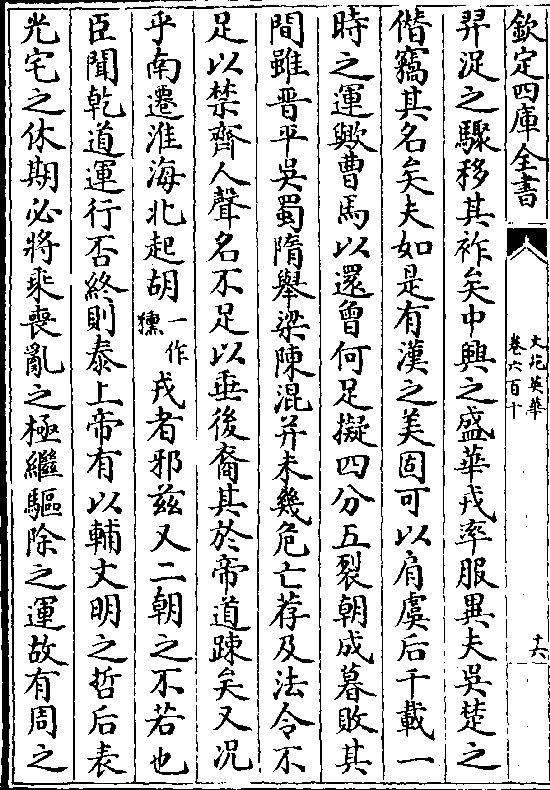 欽定四庫全書
文苑英華
卷六百十
十六
羿浞之驟移其祚矣中興之盛華戎率服異夫吳楚之
僭竊其名矣夫如是有漢之美固可以肩虞后千載一
時之運歟曹馬以還曾何足擬四分五裂朝成暮敗其
間雖晋平吳蜀隋舉梁陳混并未幾危亡荐及法令不
足以禁齊人聲名不足以垂後裔其於帝道踈矣又況
乎南遷淮海北起胡一作獯戎者邪兹又二朝之不若也
臣聞乾道運行否終則泰上帝有以輔文明之哲后表
光宅之休期必將乘喪亂之極繼驅除之運故有周之